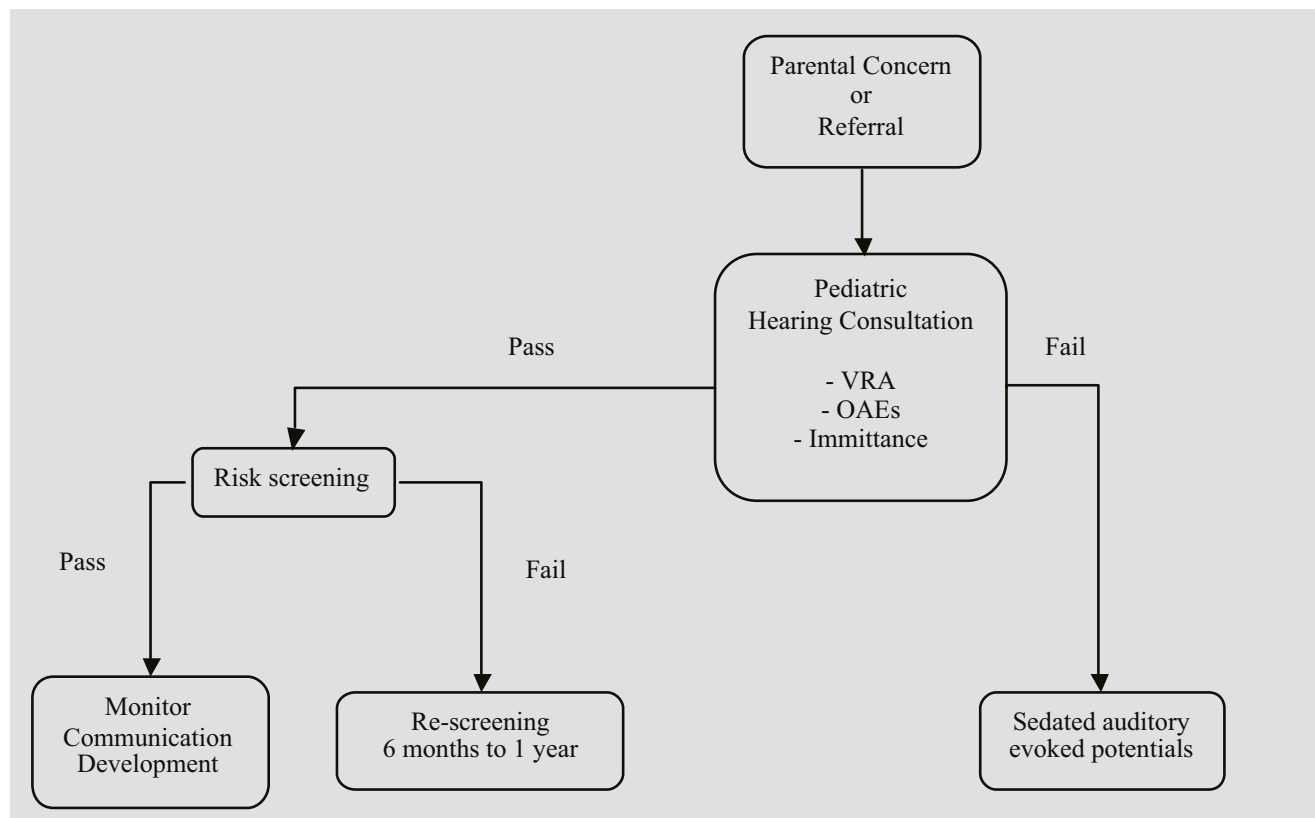 Parental Concern
or
Referral
Pediatric
Hearing Consultation
- VRA
- OAEs
- Immittance
Pass
Fail
Risk screening
Pass
Fail
Monitor
Communication
Development
Re-screening
6 months to 1 year
Sedated auditory
evoked potentials